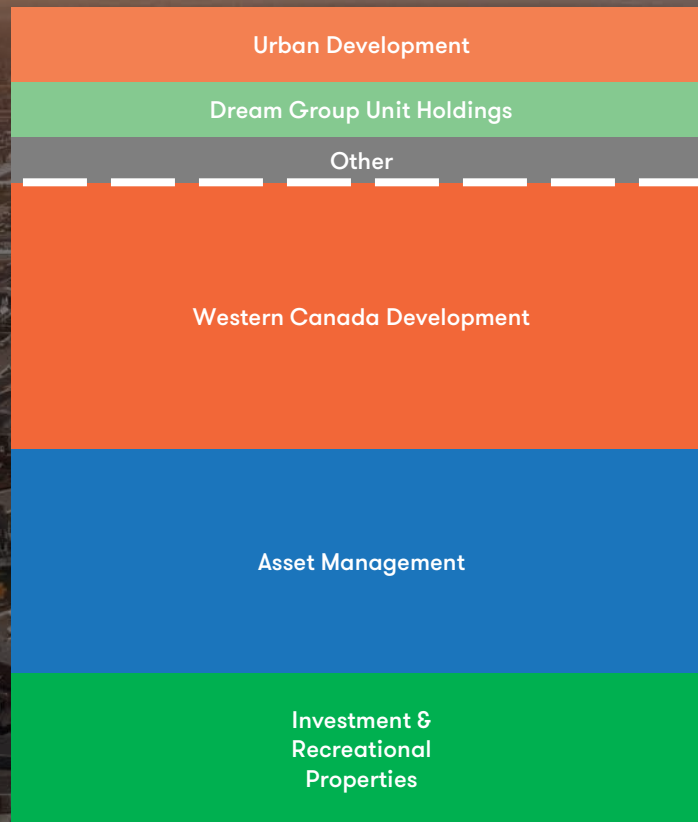 Urban Development
Dream Group Unit Holdings
Other
Western Canada Development
Asset Management
Investment &
Recreational
Properties